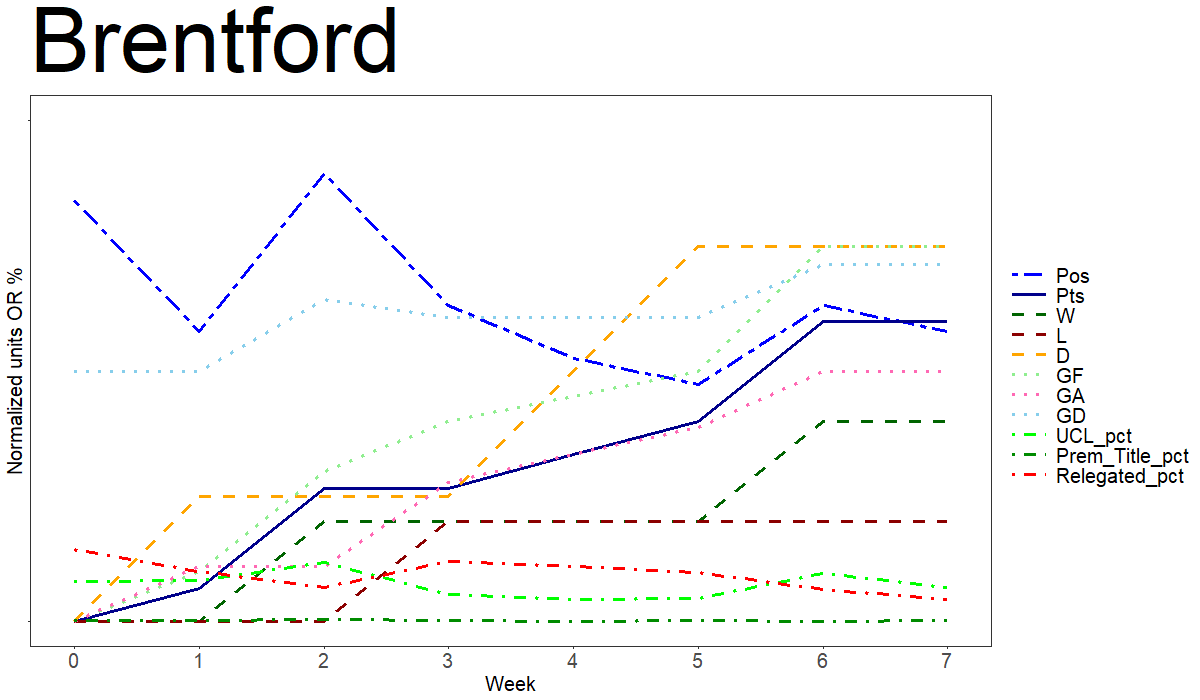 Brentford
Normalized units OR %
Pos
Pts
W
L
D
GF
GA
GD
UCL_pct
Prem_Title_pct
Relegated_pct
0 1 2 3 4 5 6 7
Week